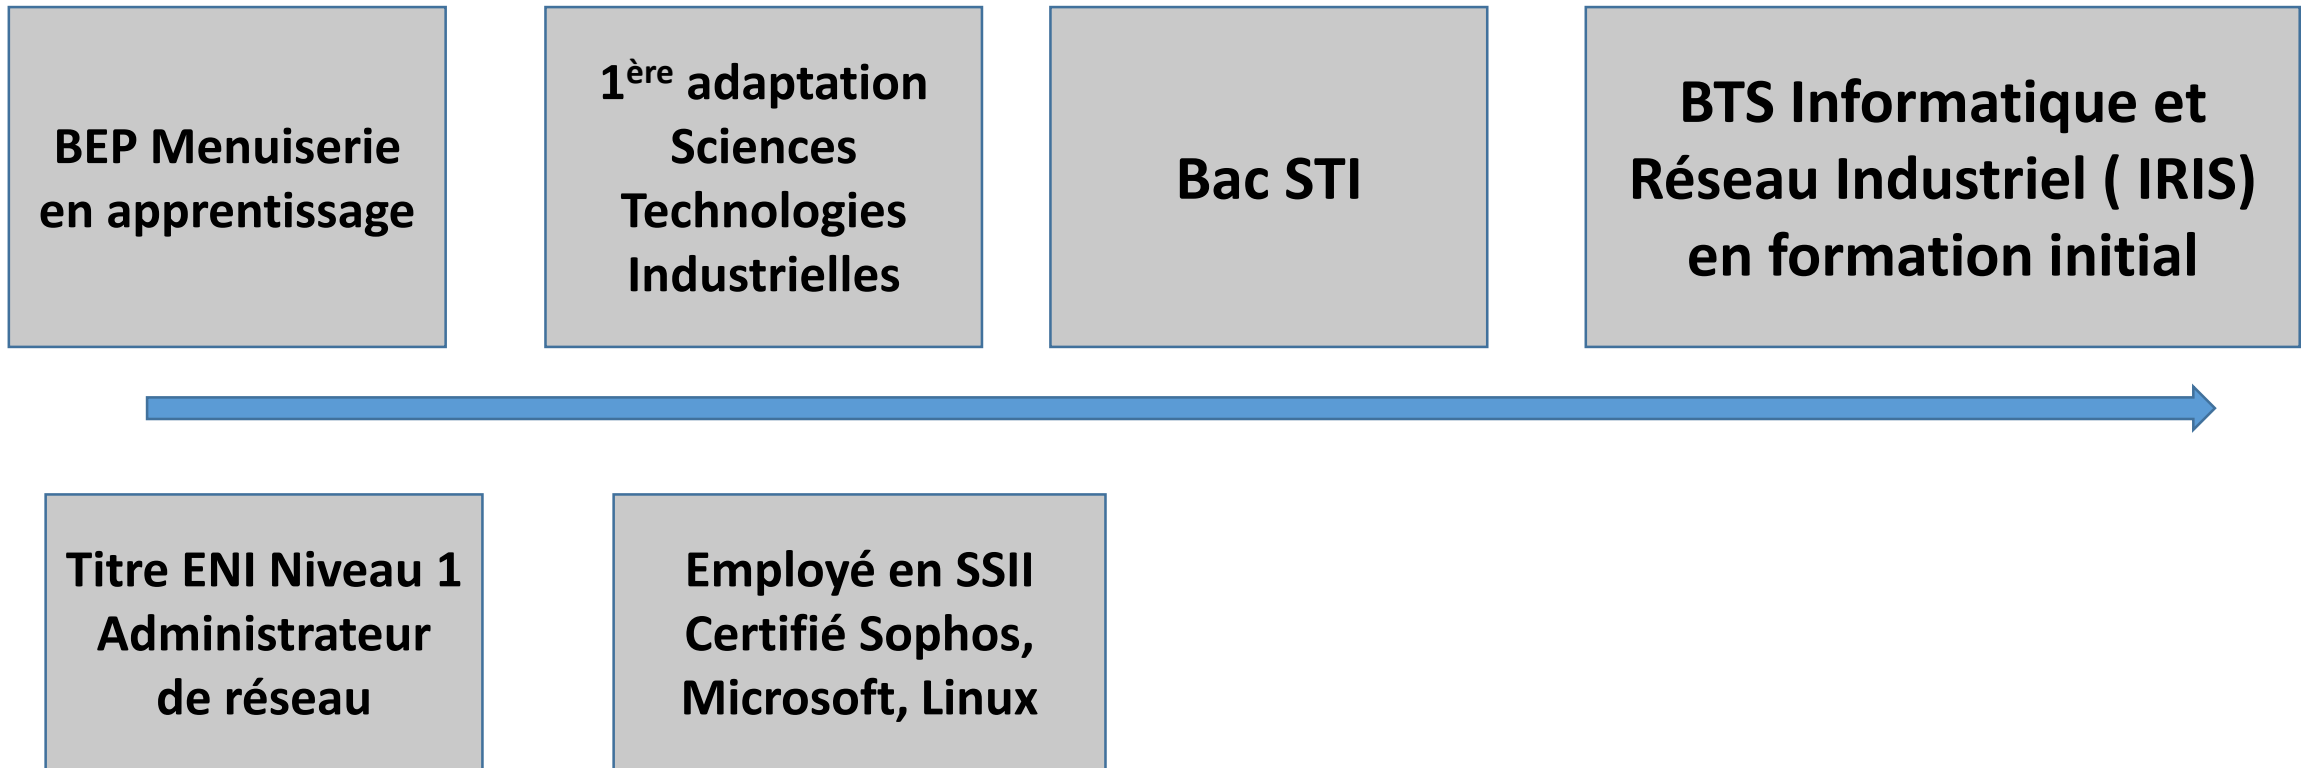 BEP Menuiserie
en apprentissage
1ère adaptation
Sciences
Technologies
Industrielles
Bac STI
BTS Informatique et
Réseau Industriel ( IRIS)
en formation initial
Titre ENI Niveau 1
Administrateur
de réseau
Employé en SSII
Certifié Sophos,
Microsoft, Linux